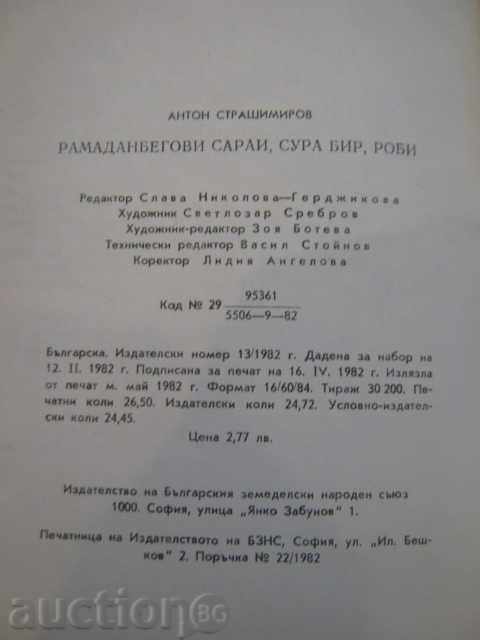 АНТОН СТРАШИМИРОВ
РАМАДАНБЕГОВИ САРАИ, СУРА БИР, РОБИ
Редактор Слава Николова—Герджикова
Художник Светлозар Сребров
Художник-редактор Зоя Ботева
Технически редактор Васил Стойнов
Коректор Лидия Ангелова
Код № 29 95361
5506—9—82
Българска. Издателски номер 13/1982 г. Дадена за набор на
12. II. 1982 г. Подписана за печат на 16. IV. 1982 г. Излязла
от печат м. май 1982 г. Формат 16/60/84. Тираж 30 200. Пе-
чатни коли 26,50. Издателски коли 24,72. Условно-издател-
ски коли 24,45.
Цена 2,77 лв.
Издателство на Българския земеделски народен съюз
1000. София, улица „Янко Забунов" 1.
Печатница на Издателството на БЗНС, София, ул. „Ил. Беш-
ков" 2. Поръчка № 22/1982
auction BG